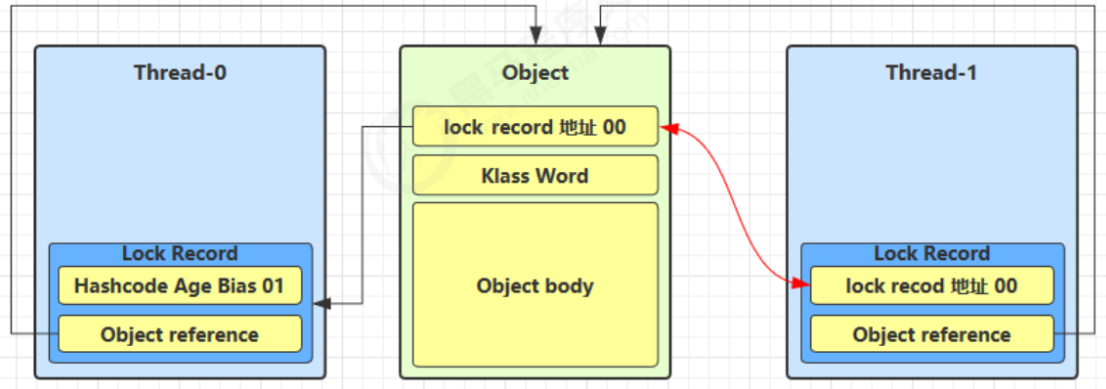 Thread-0
Object
Thread-1
lock record 地址 00
Klass Word
Object body
Lock Record
Hashcode Age Bias 01
Object reference
Lock Record
lock recod 地址 00
Object reference